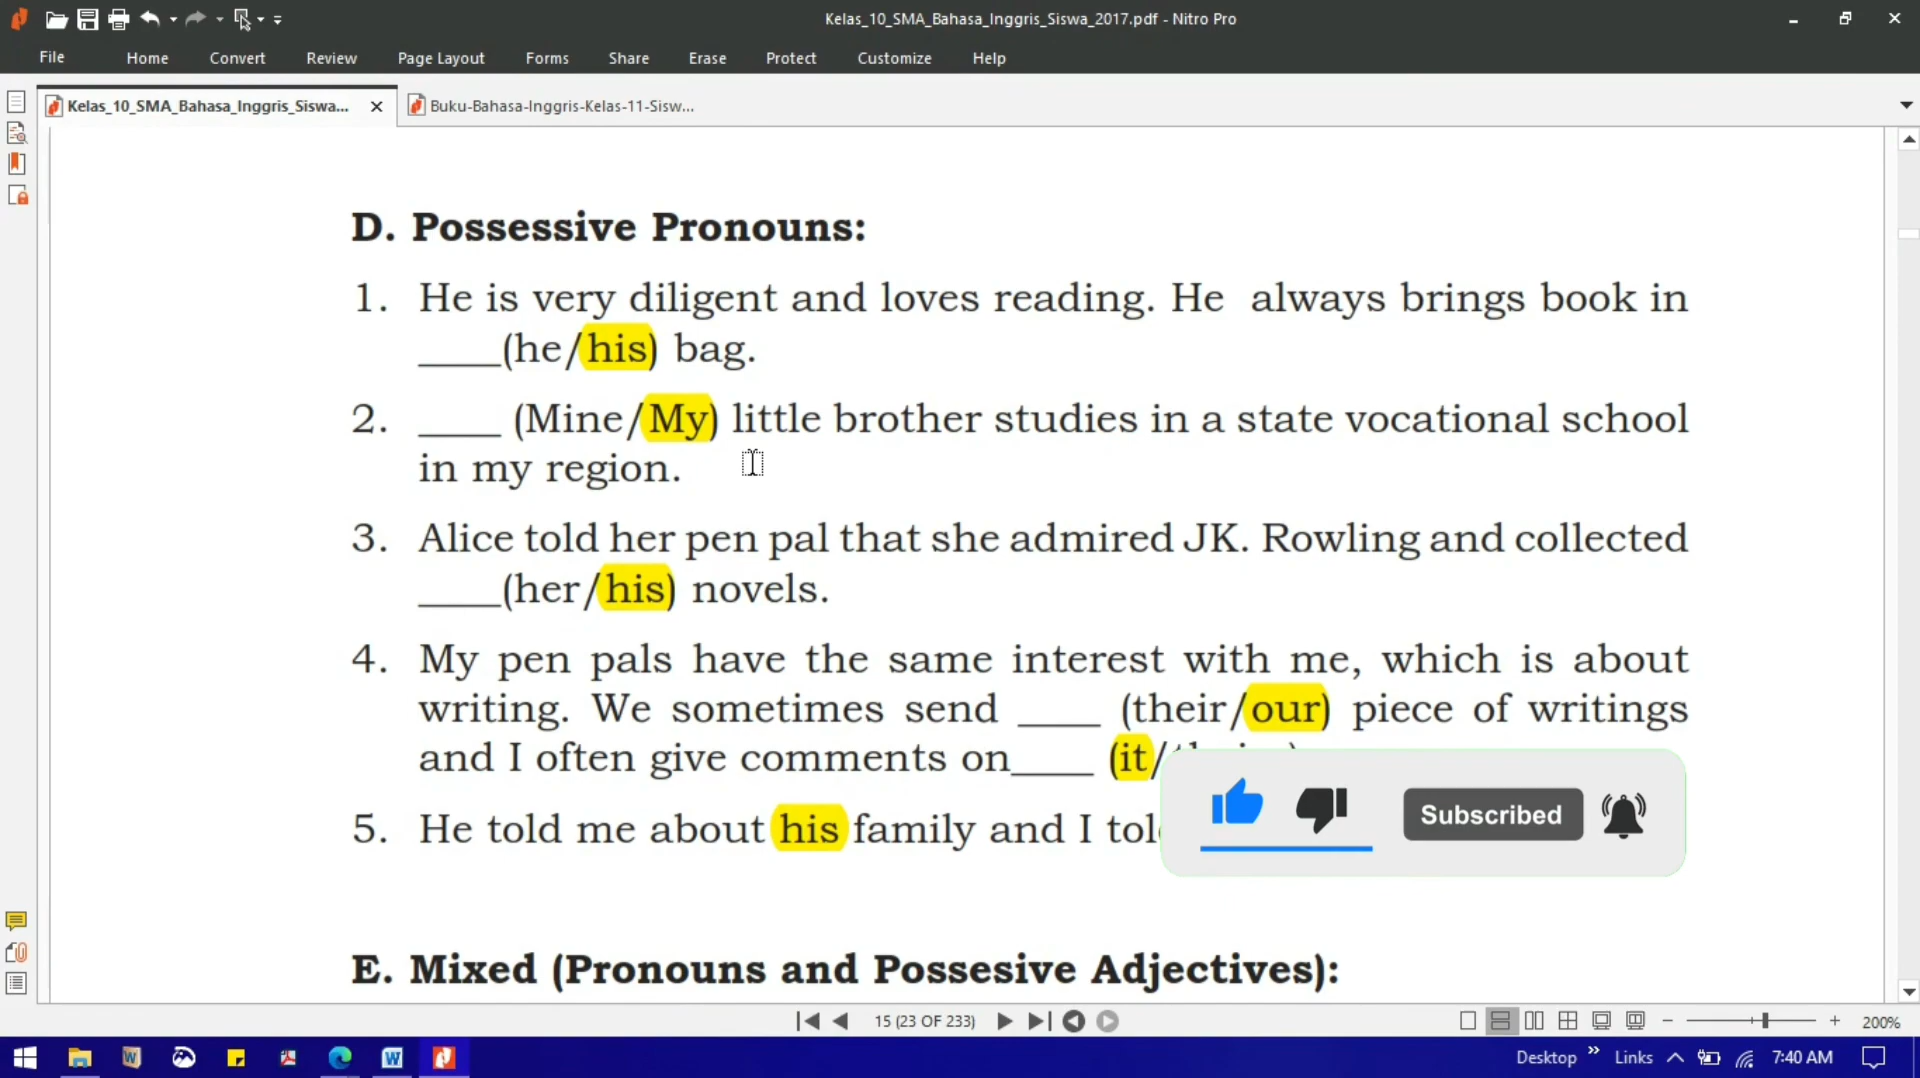 Kelas_10_SMA_Bahasa_Inggris_Siswa_2017.pdf - Nitro Pro
File Home Convert Review Page Layout Forms Share Erase Protect Customize Help
Kelas_10_SMA_Bahasa_Inggris_Siswa... Buku-Bahasa-Inggris-Kelas-11-Sisw...
D. Possessive Pronouns:
1. He is very diligent and loves reading. He always brings book in
____(he/his) bag.
2. ____ (Mine/My) little brother studies in a state vocational school
in my region.
3. Alice told her pen pal that she admired JK. Rowling and collected
____(her/his) novels.
4. My pen pals have the same interest with me, which is about
writing. We sometimes send ____ (their/our) piece of writings
and I often give comments on____ (it/
5. He told me about his family and I
Subscribed
E. Mixed (Pronouns and Possesive Adjectives):
15 (23 OF 233) 200%
Desktop » Links 7:40 AM